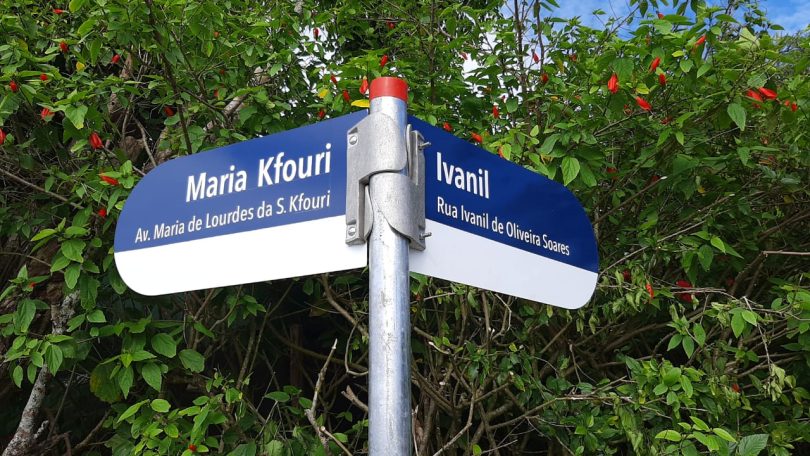 Maria Kfouri
Av. Maria de Lourdes da S. Kfouri
Ivanil
Rua Ivanil de Oliveira Soares